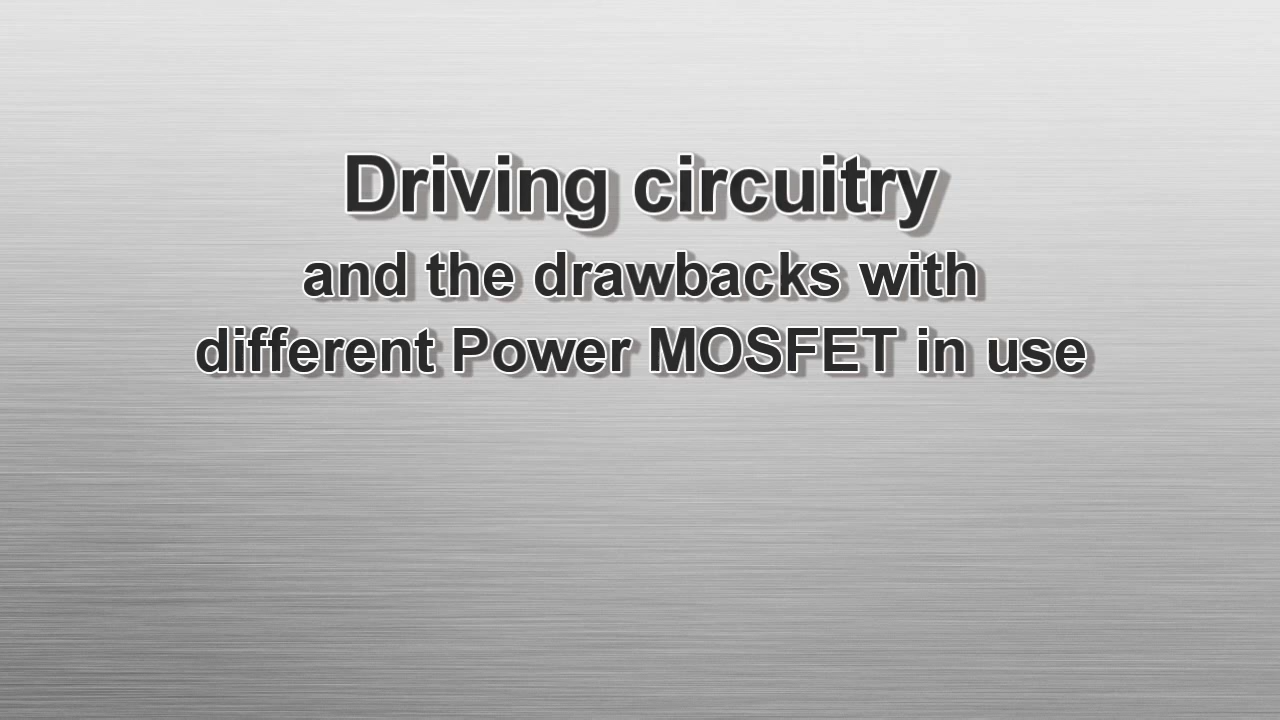 Driving circuitry
and the drawbacks with
different Power MOSFET in use